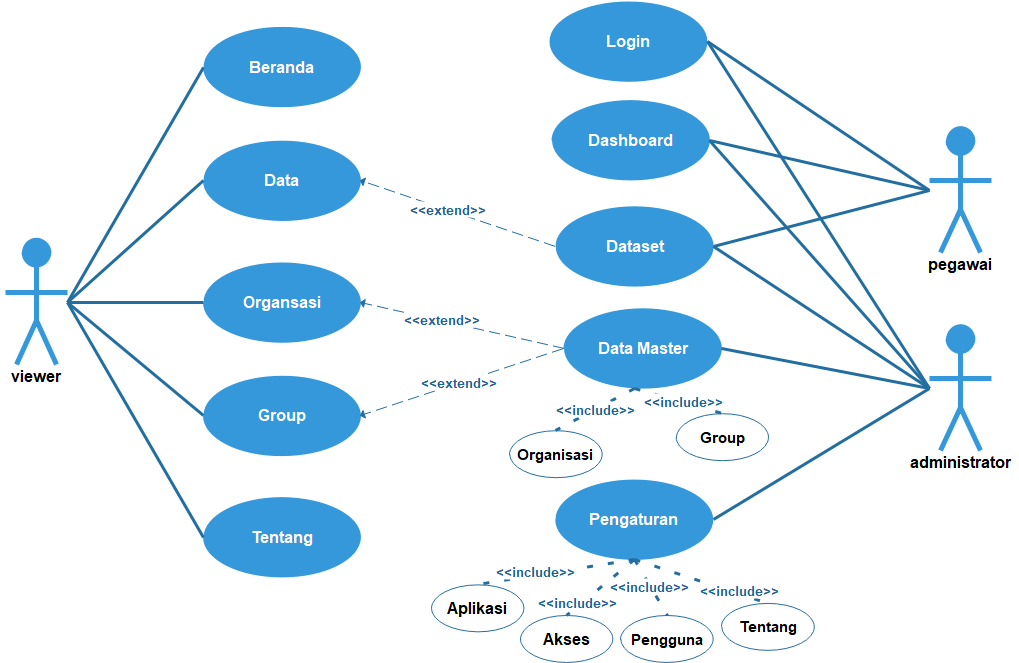 Login
Beranda
Dashboard
Data
<<extend>>
Dataset
pegawai
Organsasi
<<extend>>
Data Master
viewer
<<extend>>
<<include>>
<<include>>
Group
Group
Organisasi
administrator
Pengaturan
Tentang
<<include>>
<<include>>
<<include>>
<<include>>
Aplikasi
Akses
Pengguna
Tentang